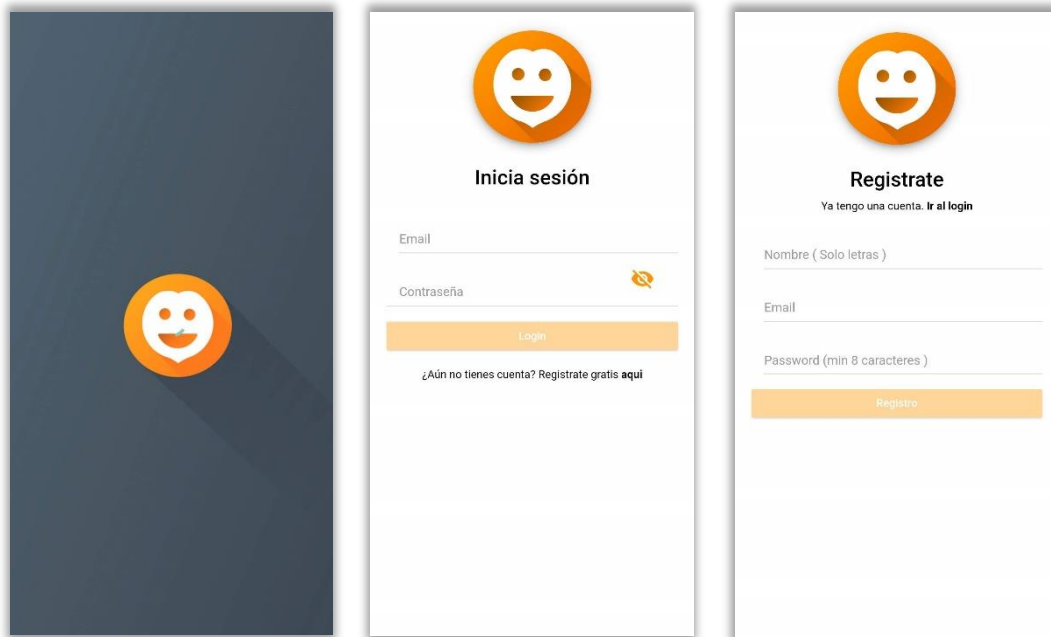 Inicia sesión
Email
Contraseña
Login
¿Aún no tienes cuenta? Registrate gratis aqui
Registrate
Ya tengo una cuenta. Ir al login
Nombre ( Solo letras )
Email
Password (min 8 caracteres )
Registro